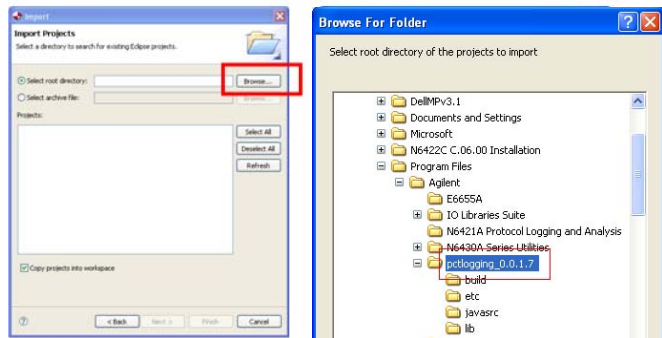 Import
Import Projects
Select a directory to search for existing Eclipse projects.
Select root directory:
Browse...
Select archive file:
Browse...
Projects:
Select All
Deselect All
Refresh
Copy projects into workspace
?
< Back
Next >
Finish
Cancel
Browse For Folder
?
Select root directory of the projects to import
DellMPv3.1
Documents and Settings
Microsoft
N6422C C.06.00 Installation
Program Files
Agilent
E6655A
IO Libraries Suite
N6421A Protocol Logging and Analysis
N6430A Series Utilities
pctlogging_0.0.1.7
build
etc
javasrc
lib